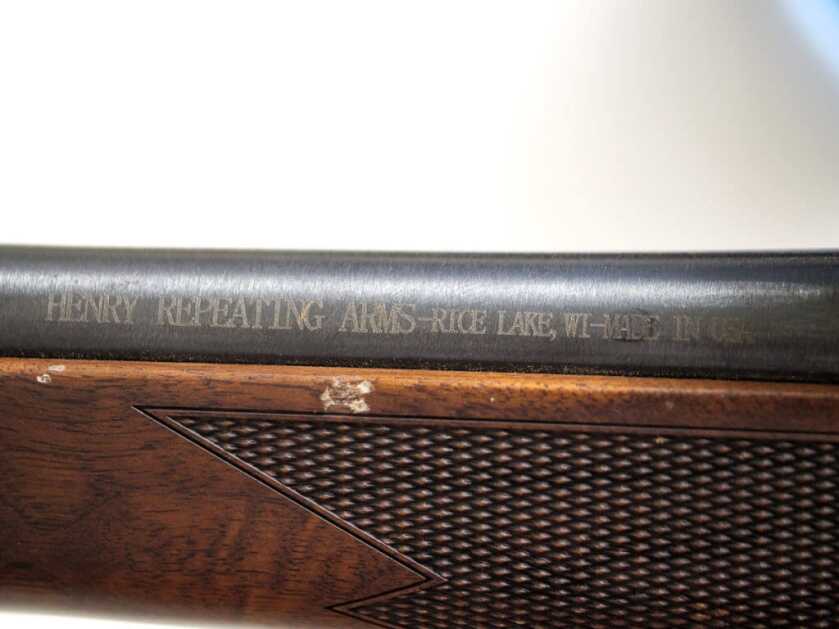 HENRY REPEATING ARMS-RICE LAKE, WI-MADE IN USA